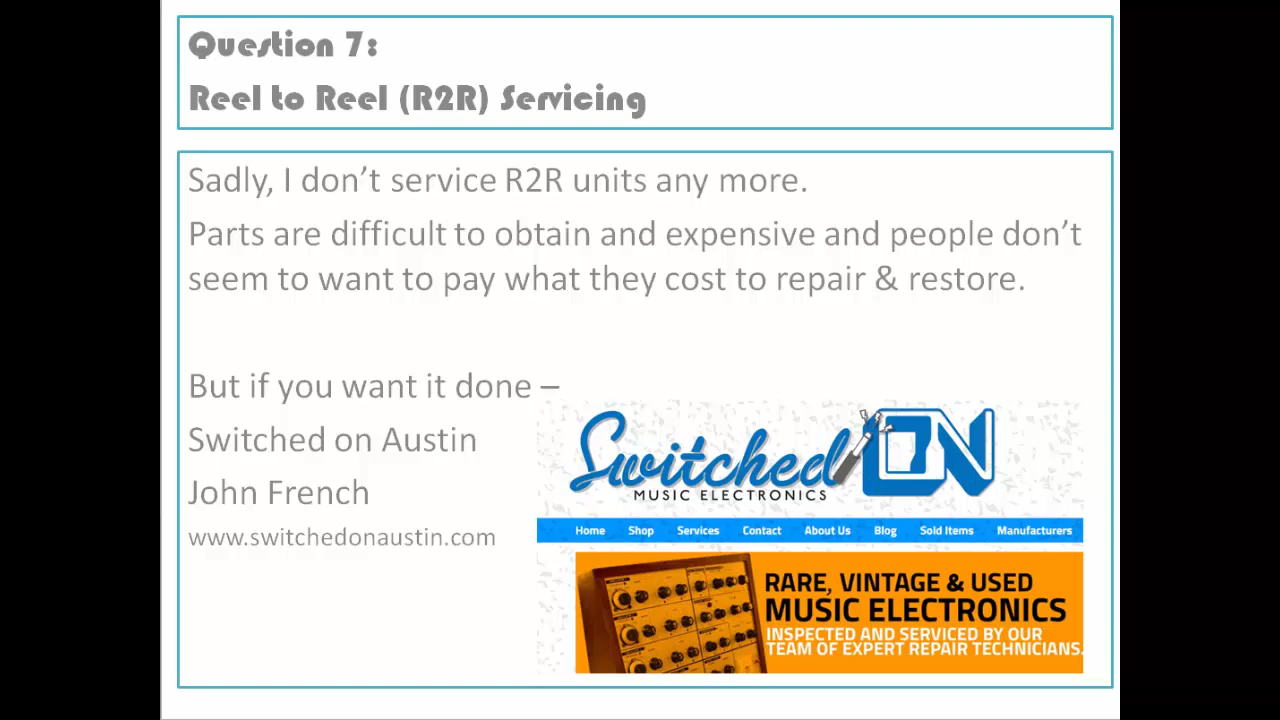 Question 7:
Reel to Reel (R2R) Servicing
Sadly, I don’t service R2R units any more.
Parts are difficult to obtain and expensive and people don’t
seem to want to pay what they cost to repair & restore.
But if you want it done –
Switched on Austin
John French
www.switchedonaustin.com
Switched ON
MUSIC ELECTRONICS
Home Shop Services Contact About Us Blog Sold Items Manufacturers
RARE, VINTAGE & USED
MUSIC ELECTRONICS
INSPECTED AND SERVICED BY OUR
TEAM OF EXPERT REPAIR TECHNICIANS.